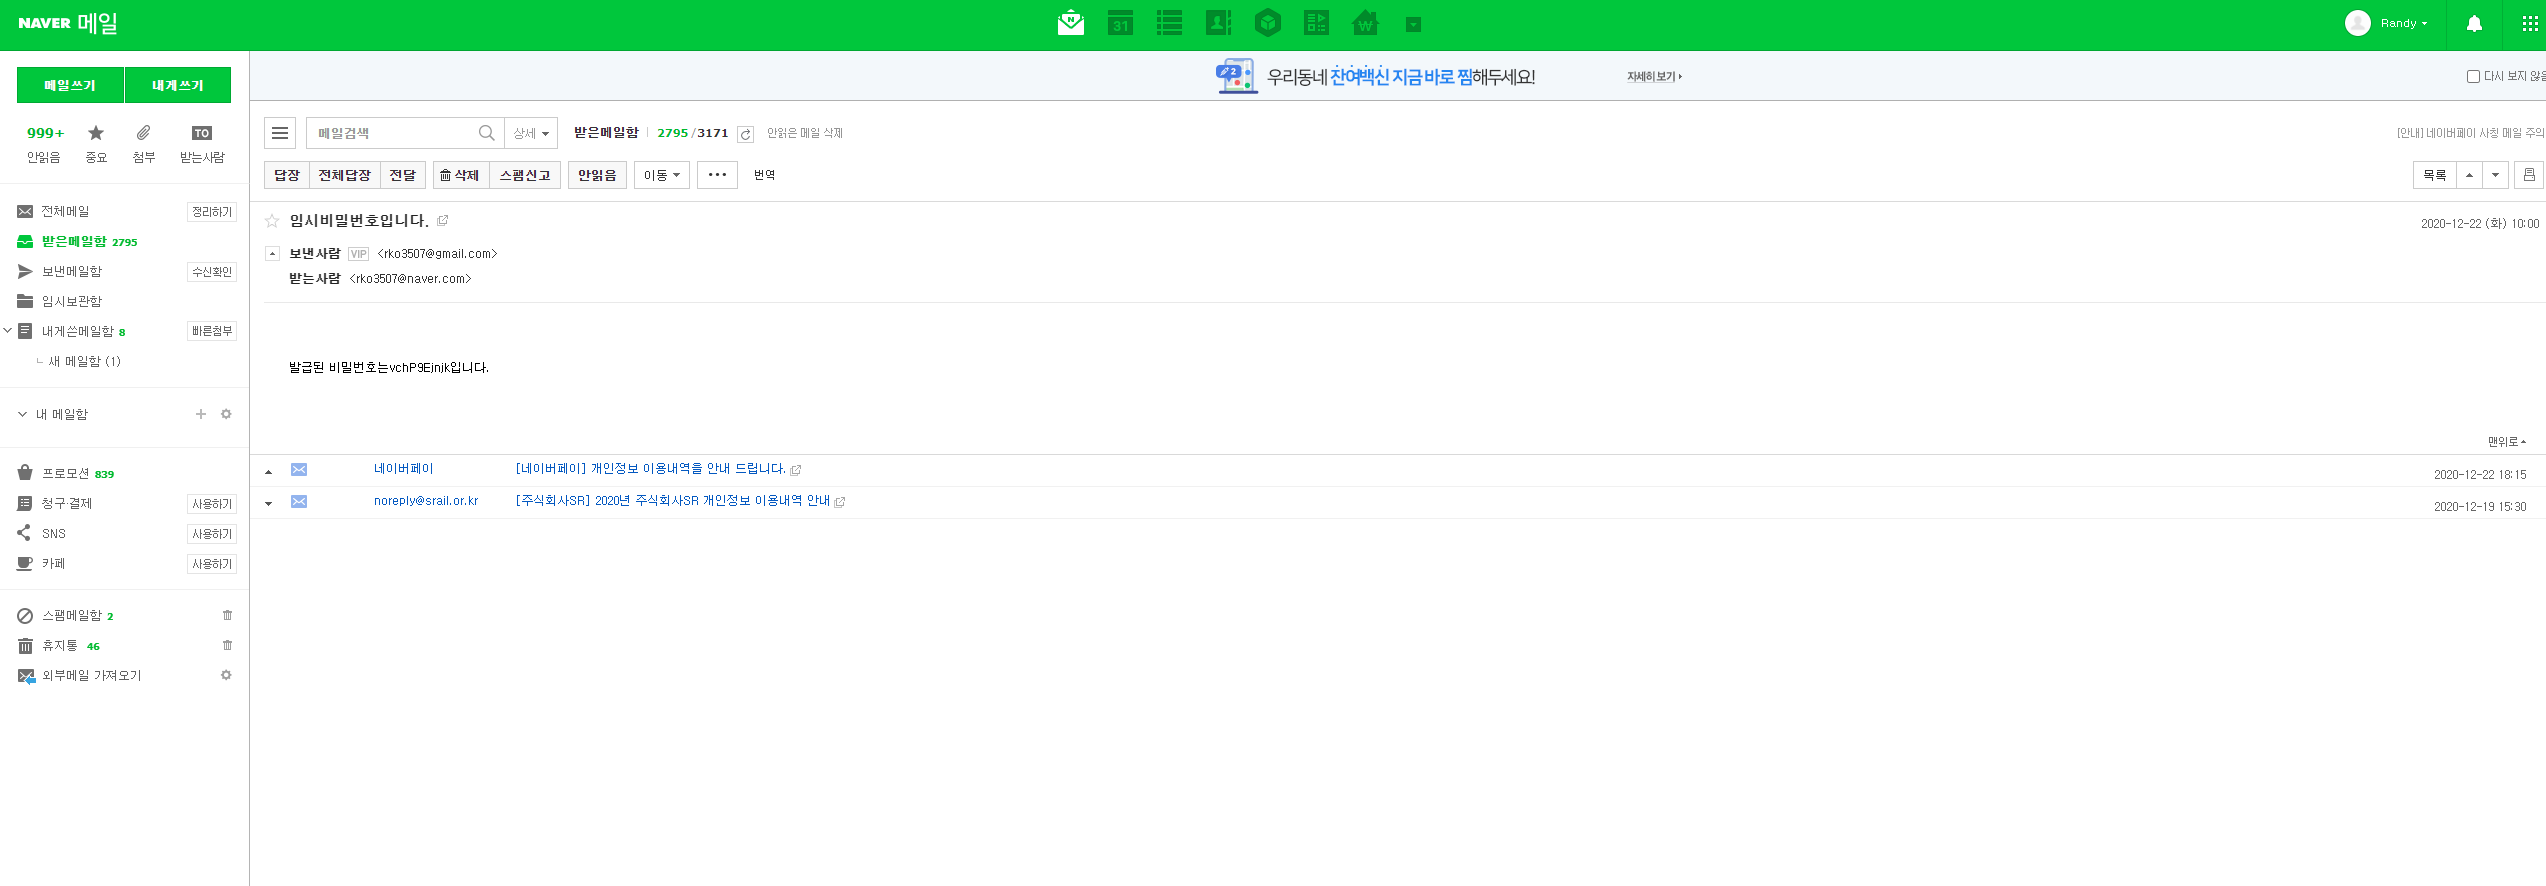 NAVER 메일
31
Randy
메일쓰기
내게쓰기
우리동네 잔여백신 지금 바로 찜해두세요!
자세히 보기
다시 보지 않음
999+
안읽음
중요
첨부
TO
받는사람
메일검색
상세
받은메일함
2795/3171
안읽은 메일 삭제
[안내] 네이버페이 사칭 메일 주의
답장
전체답장
전달
삭제
스팸신고
안읽음
이동
번역
목록
전체메일
정리하기
받은메일함 2795
보낸메일함
수신확인
임시보관함
내게쓴메일함 8
빠른첨부
새 메일함 (1)
내 메일함
프로모션 839
청구·결제
사용하기
SNS
사용하기
카페
사용하기
스팸메일함 2
휴지통 46
외부메일 가져오기
임시비밀번호입니다.
2020-12-22 (화) 10:00
보낸사람 VIP <rko3507@gmail.com>
받는사람 <rko3507@naver.com>
발급된 비밀번호는vchP9Ejnjk입니다.
맨위로
네이버페이 [네이버페이] 개인정보 이용내역을 안내 드립니다. 2020-12-22 18:15
noreply@srail.or.kr [주식회사SR] 2020년 주식회사SR 개인정보 이용내역 안내 2020-12-19 15:30